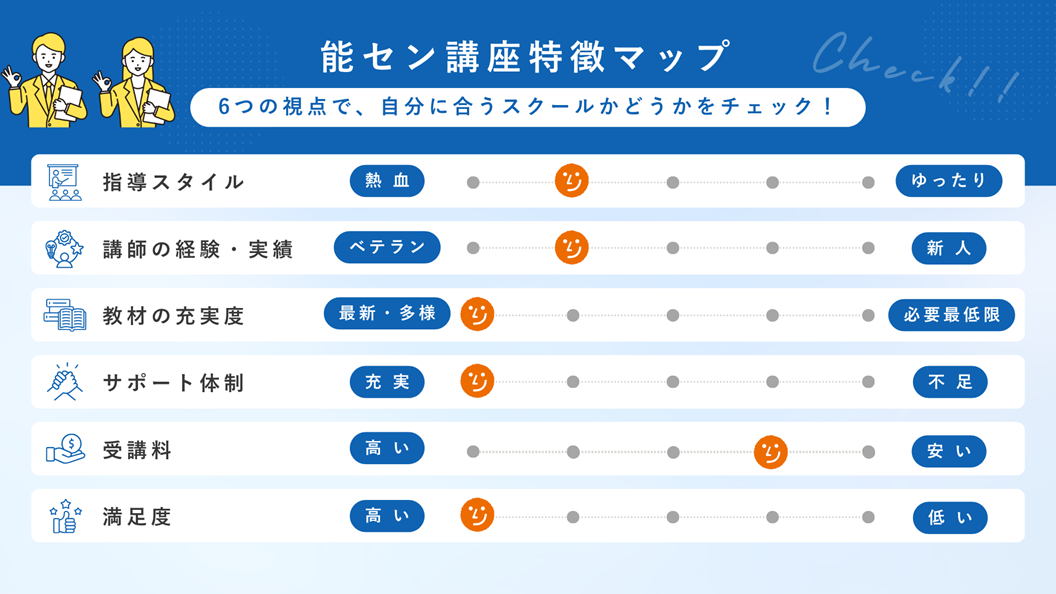 能セン講座特徴マップ
Check!!
6つの視点で、自分に合うスクールかどうかをチェック！
指導スタイル 熱血 ゆったり
講師の経験・実績 ベテラン 新人
教材の充実度 最新・多様 必要最低限
サポート体制 充実 不足
受講料 高い 安い
満足度 高い 低い